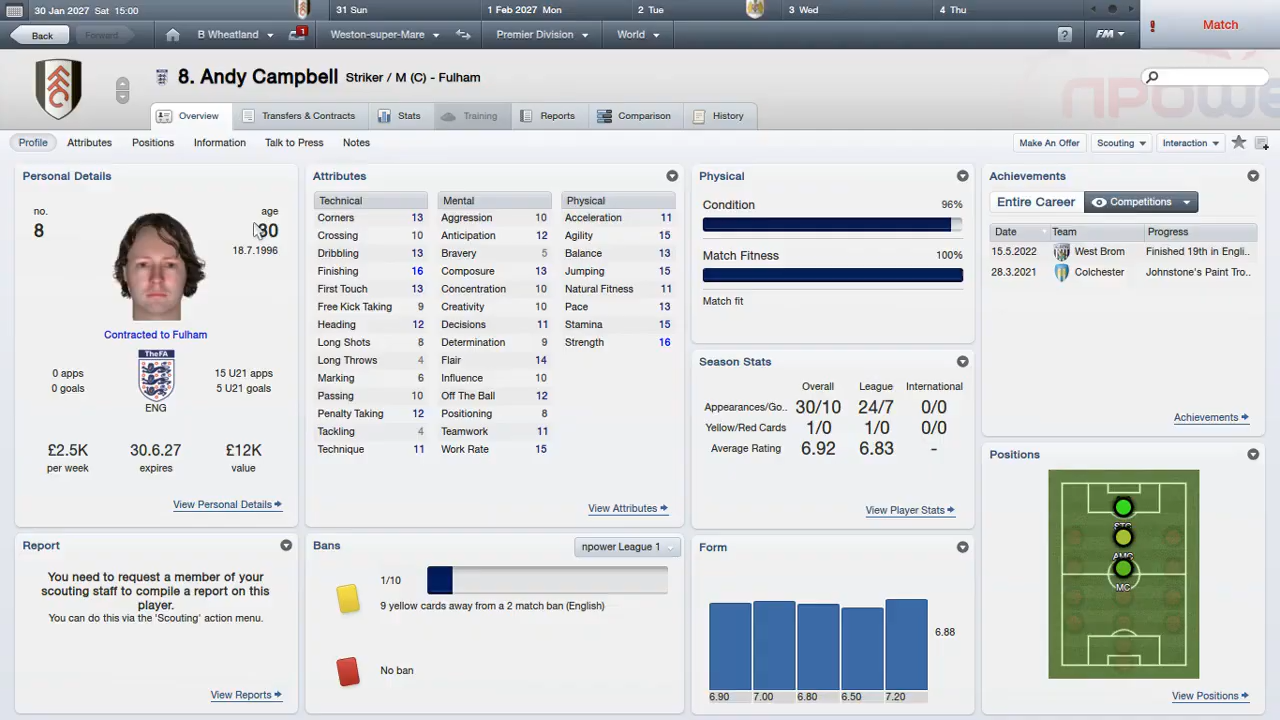 30 Jan 2027 Sat 15:00 31 Sun 1 Feb 2027 Mon 2 Tue 3 Wed 4 Thu
Back Forward B Wheatland 1 Weston-super-Mare Premier Division World ? FM ! Match
8. Andy Campbell Striker / M (C) - Fulham
NPOWE
Overview Transfers & Contracts Stats Training Reports Comparison History
Profile Attributes Positions Information Talk to Press Notes Make An Offer Scouting Interaction
Personal Details
no. age
8 30
18.7.1996
Contracted to Fulham
TheFA
0 apps 15 U21 apps
0 goals 5 U21 goals
ENG
£2.5K 30.6.27 £12K
per week expires value
View Personal Details
Attributes
Technical Mental Physical
Corners 13 Aggression 10 Acceleration 11
Crossing 10 Anticipation 12 Agility 15
Dribbling 13 Bravery 5 Balance 13
Finishing 16 Composure 13 Jumping 15
First Touch 13 Concentration 10 Natural Fitness 11
Free Kick Taking 9 Creativity 10 Pace 13
Heading 12 Decisions 11 Stamina 15
Long Shots 8 Determination 9 Strength 16
Long Throws 4 Flair 14
Marking 6 Influence 10
Passing 10 Off The Ball 12
Penalty Taking 12 Positioning 8
Tackling 4 Teamwork 11
Technique 11 Work Rate 15
View Attributes
Physical
Condition 96%
Match Fitness 100%
Match fit
Season Stats
Overall League International
Appearances/Go.. 30/10 24/7 0/0
Yellow/Red Cards 1/0 1/0 0/0
Average Rating 6.92 6.83 -
View Player Stats
Achievements
Entire Career Competitions
Date Team Progress
15.5.2022 West Brom Finished 19th in Engli..
28.3.2021 Colchester Johnstone's Paint Tro..
Achievements
Positions
STC
AMC
MC
View Positions
Report
You need to request a member of your
scouting staff to compile a report on this
player.
You can do this via the 'Scouting' action menu.
View Reports
Bans npower League 1
1/10
9 yellow cards away from a 2 match ban (English)
No ban
Form
6.88
6.90 7.00 6.80 6.50 7.20